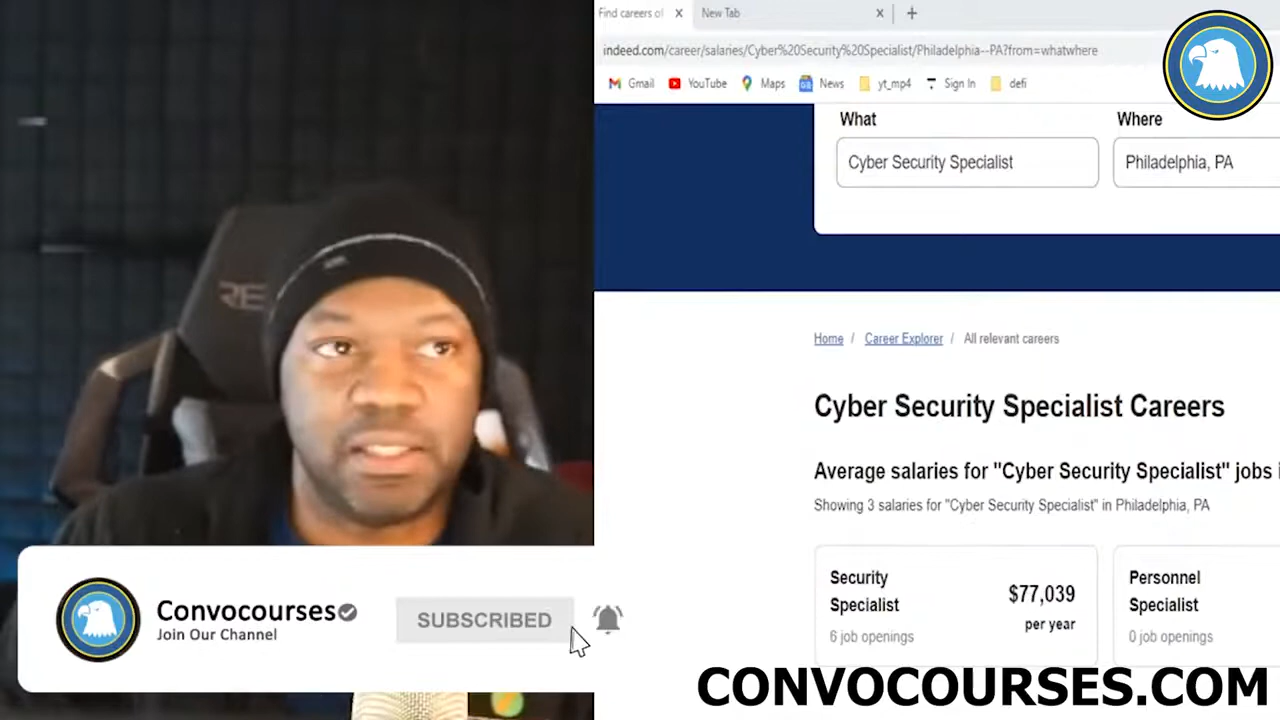 Find careers of
New Tab
indeed.com/career/salaries/Cyber%20Security%20Specialist/Philadelphia--PA?from=whatwhere
Gmail YouTube Maps News yt_mp4 Sign In defi
What Where
Cyber Security Specialist Philadelphia, PA
Home / Career Explorer / All relevant careers
Cyber Security Specialist Careers
Average salaries for "Cyber Security Specialist" jobs
Showing 3 salaries for "Cyber Security Specialist" in Philadelphia, PA
Security
Specialist
$77,039
per year
6 job openings
Personnel
Specialist
0 job openings
RE
Convocourses
Join Our Channel
SUBSCRIBED
CONVOCOURSES.COM